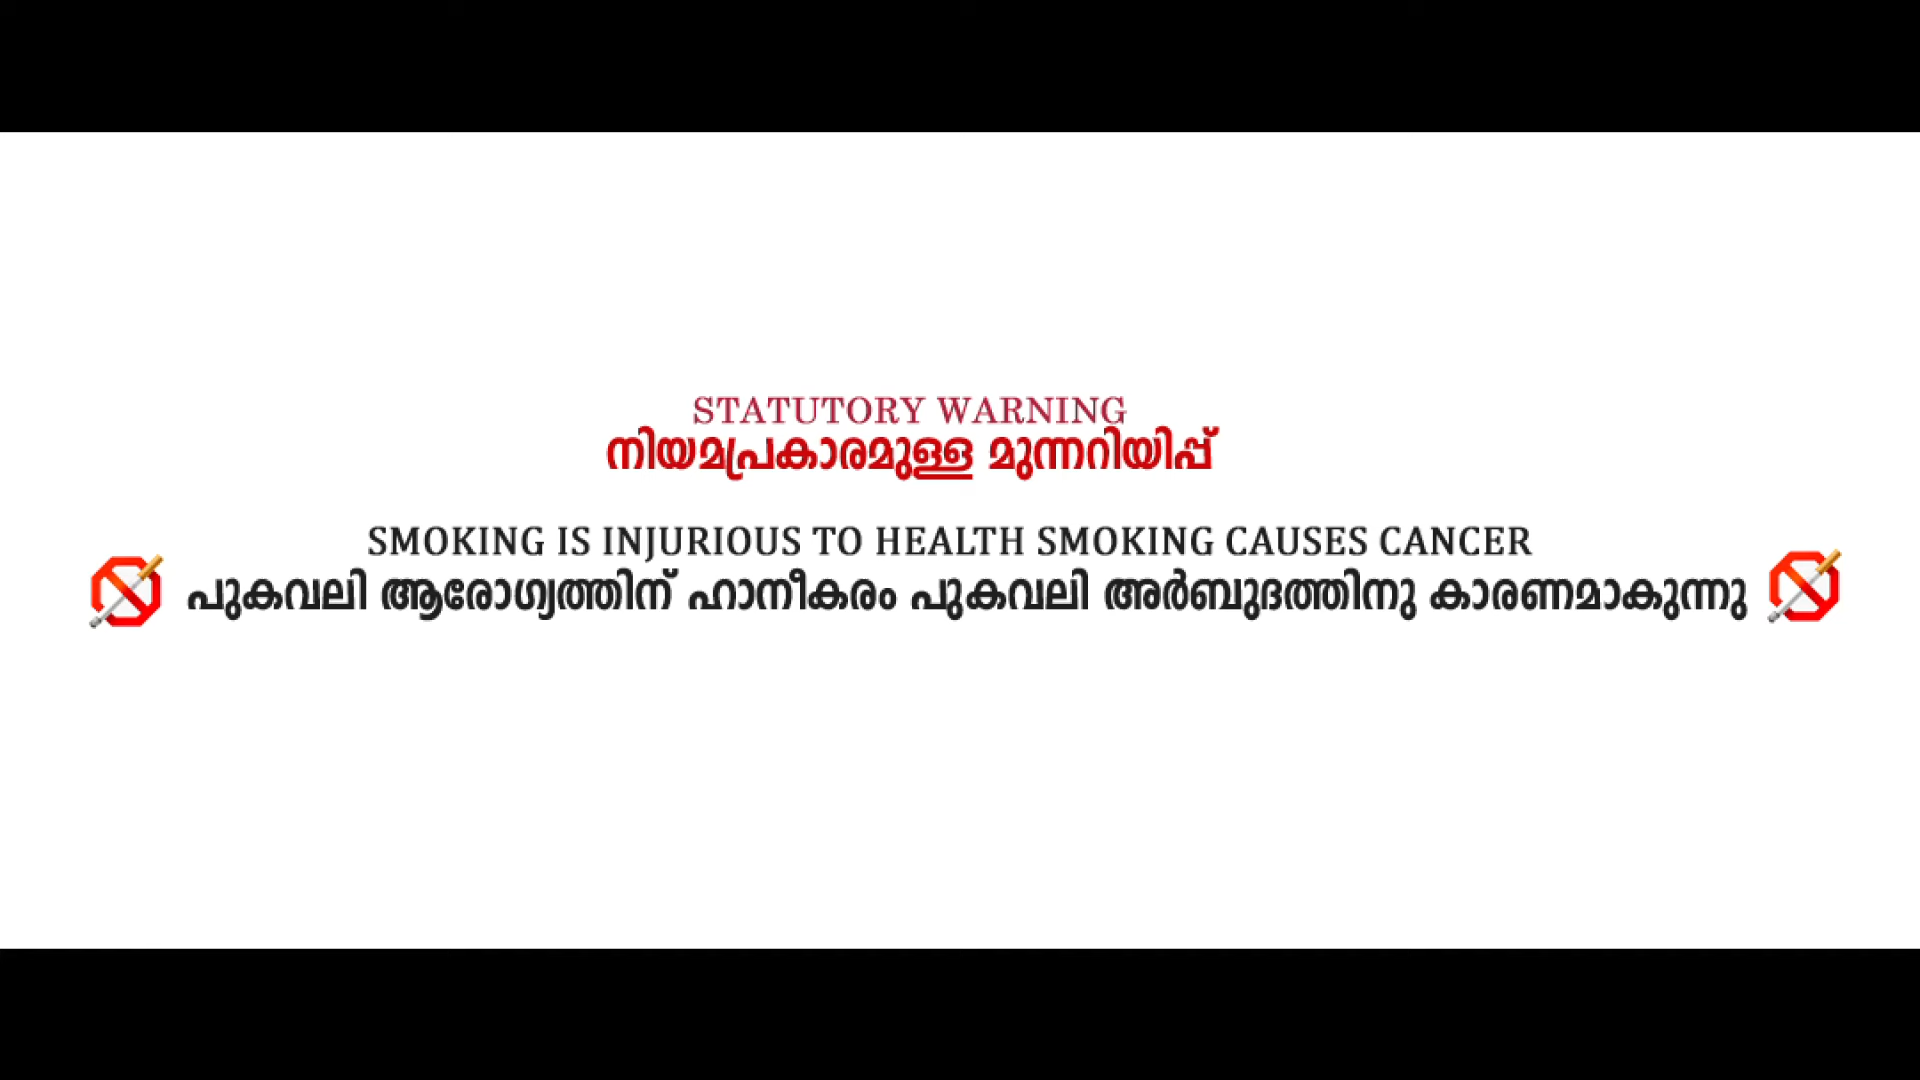 STATUTORY WARNING
നിയമപ്രകാരമുള്ള മുന്നറിയിപ്പ്
SMOKING IS INJURIOUS TO HEALTH SMOKING CAUSES CANCER
പുകവലി ആരോഗ്യത്തിന് ഹാനീകരം പുകവലി അർബുദത്തിനു കാരണമാകുന്നു